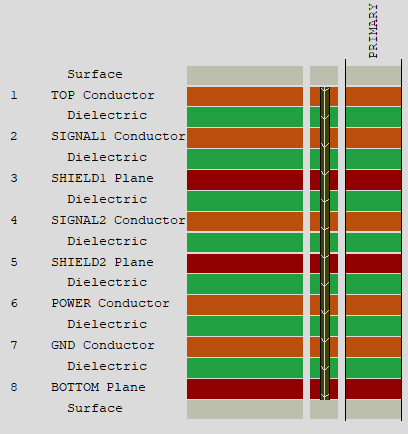 PRIMARY
Surface
1 TOP Conductor
Dielectric
2 SIGNAL1 Conductor
Dielectric
3 SHIELD1 Plane
Dielectric
4 SIGNAL2 Conductor
Dielectric
5 SHIELD2 Plane
Dielectric
6 POWER Conductor
Dielectric
7 GND Conductor
Dielectric
8 BOTTOM Plane
Surface